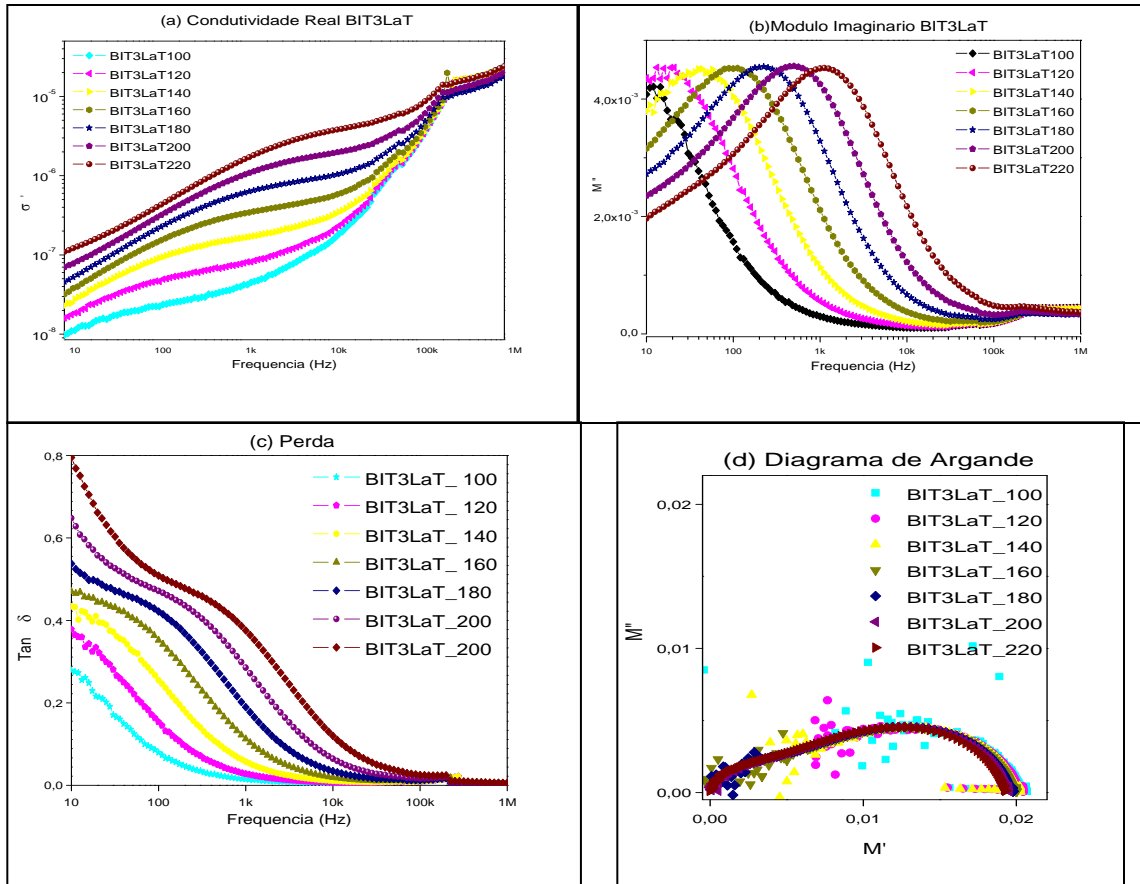 (a) Condutividade Real BIT3LaT
BIT3LaT100
BIT3LaT120
BIT3LaT140
BIT3LaT160
BIT3LaT180
BIT3LaT200
BIT3LaT220
10⁻⁵
10⁻⁶
10⁻⁷
10⁻⁸
σ '
10 100 1k 10k 100k 1M
Frequencia (Hz)
(b)Modulo Imaginario BIT3LaT
BIT3LaT100
BIT3LaT120
BIT3LaT140
BIT3LaT160
BIT3LaT180
BIT3LaT200
BIT3LaT220
4,0x10⁻³
2,0x10⁻³
0,0
M''
10 100 1k 10k 100k 1M
Frequencia (Hz)
(c) Perda
BIT3LaT_ 100
BIT3LaT_ 120
BIT3LaT_ 140
BIT3LaT_ 160
BIT3LaT_180
BIT3LaT_200
BIT3LaT_200
0,8
0,6
0,4
0,2
0,0
Tan δ
10 100 1k 10k 100k 1M
Frequencia (Hz)
(d) Diagrama de Argande
BIT3LaT_100
BIT3LaT_120
BIT3LaT_140
BIT3LaT_160
BIT3LaT_180
BIT3LaT_200
BIT3LaT_220
0,02
0,01
0,00
M''
0,00 0,01 0,02
M'